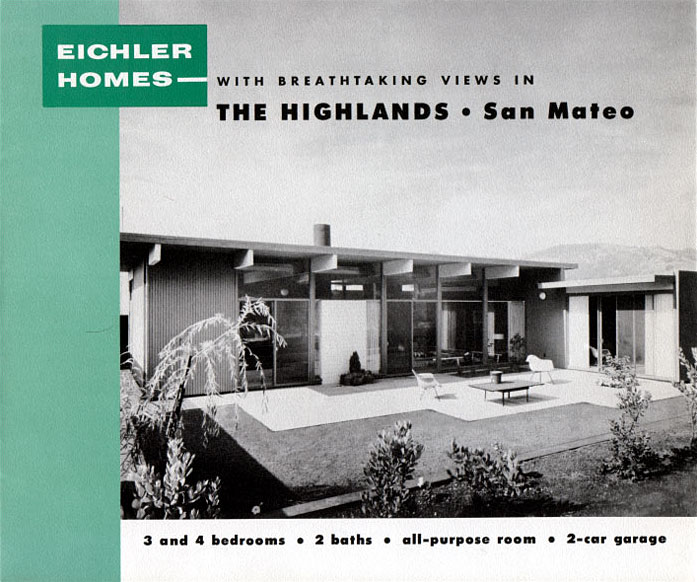 EICHLER
HOMES—
WITH BREATHTAKING VIEWS IN
THE HIGHLANDS • San Mateo
3 and 4 bedrooms • 2 baths • all-purpose room • 2-car garage